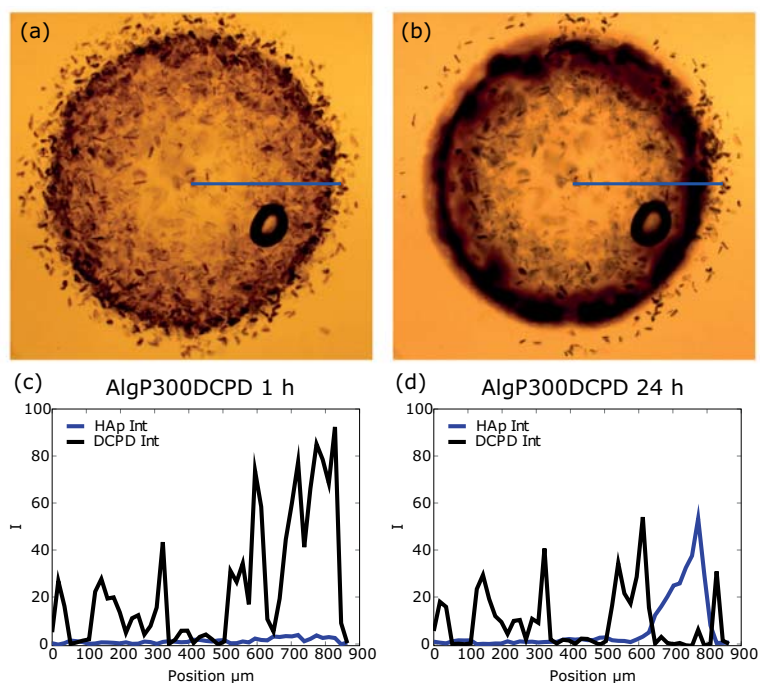 (a)
(b)
(c) AlgP300DCPD 1 h
100
80
60
40
20
0
I
HAp Int
DCPD Int
0 100 200 300 400 500 600 700 800 900
Position µm
(d) AlgP300DCPD 24 h
100
80
60
40
20
0
I
HAp Int
DCPD Int
0 100 200 300 400 500 600 700 800 900
Position µm